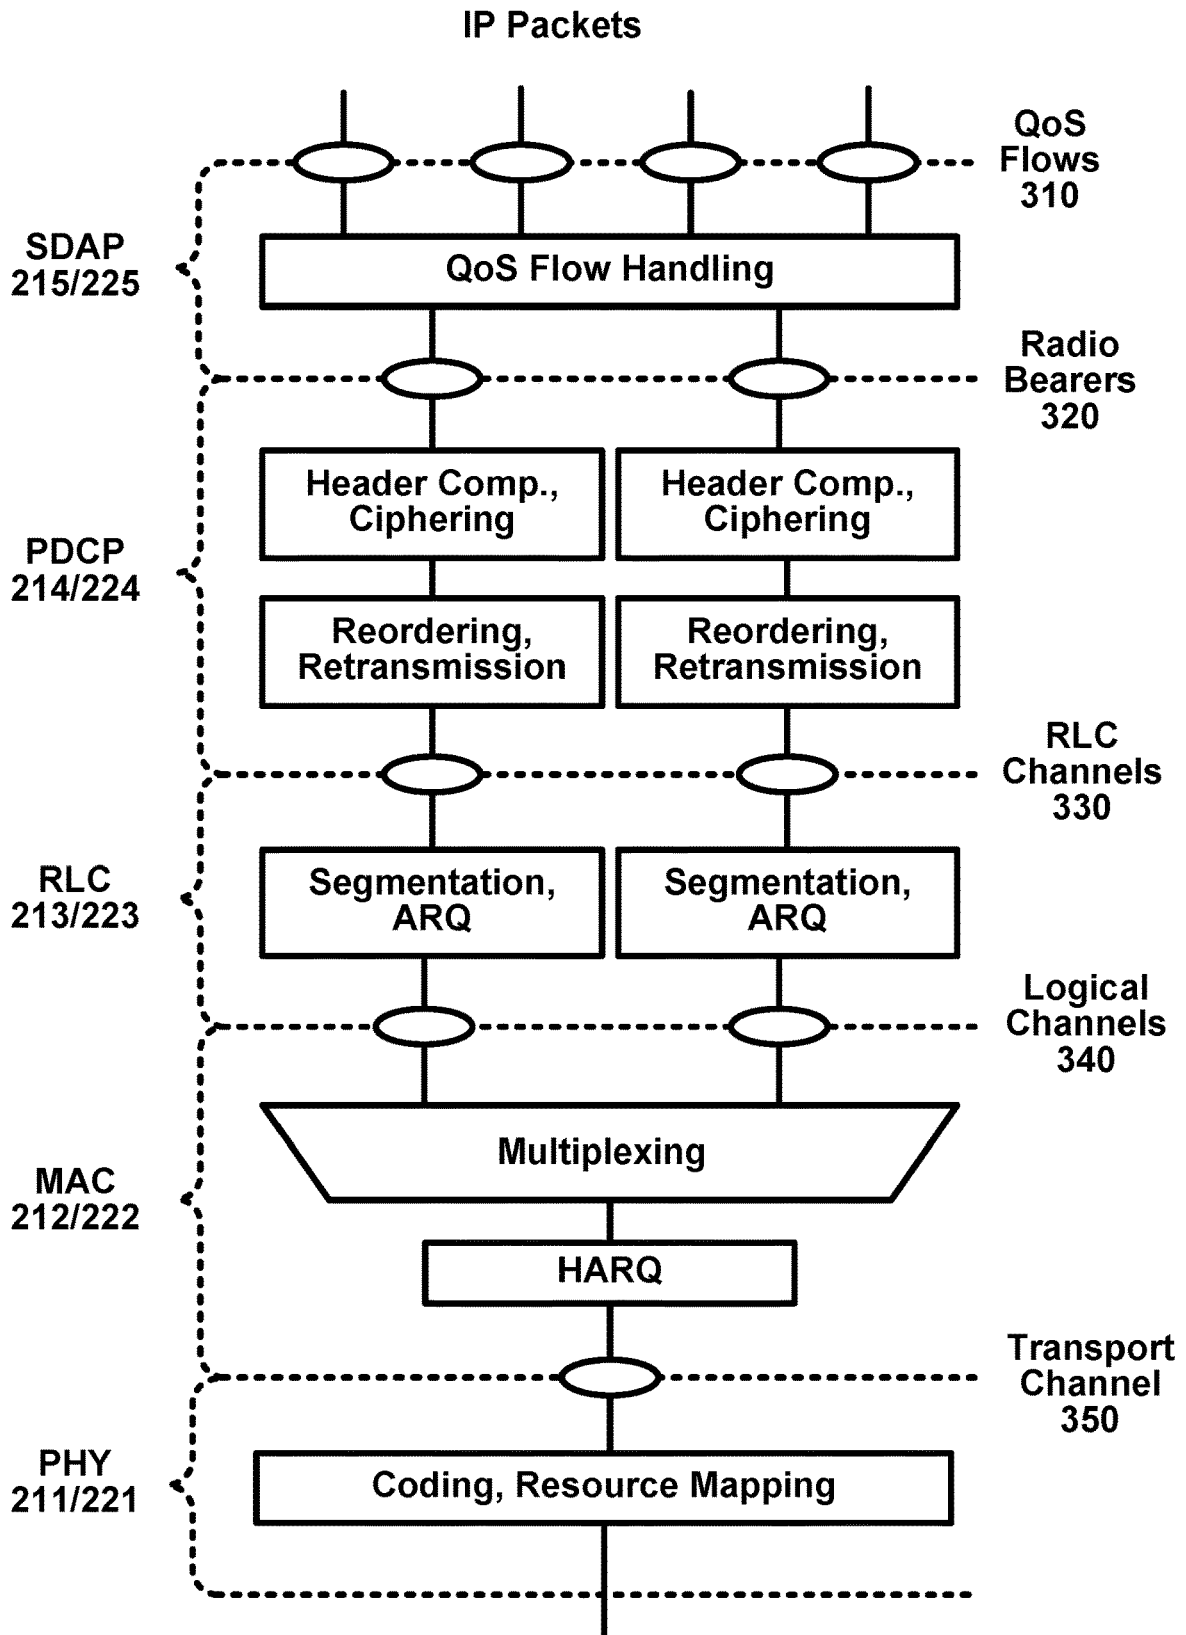 IP Packets
QoS
Flows
310
SDAP
215/225
QoS Flow Handling
Radio
Bearers
320
Header Comp.,
Ciphering
Header Comp.,
Ciphering
PDCP
214/224
Reordering,
Retransmission
Reordering,
Retransmission
RLC
Channels
330
RLC
213/223
Segmentation,
ARQ
Segmentation,
ARQ
Logical
Channels
340
Multiplexing
MAC
212/222
HARQ
Transport
Channel
350
PHY
211/221
Coding, Resource Mapping